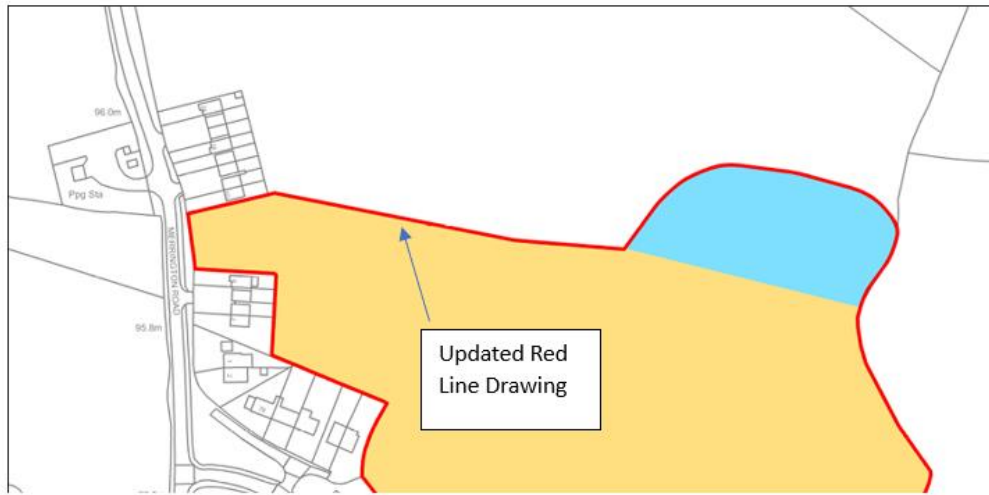 96.0m
Ppg Sta
MERRINGTON ROAD
95.8m
Updated Red
Line Drawing